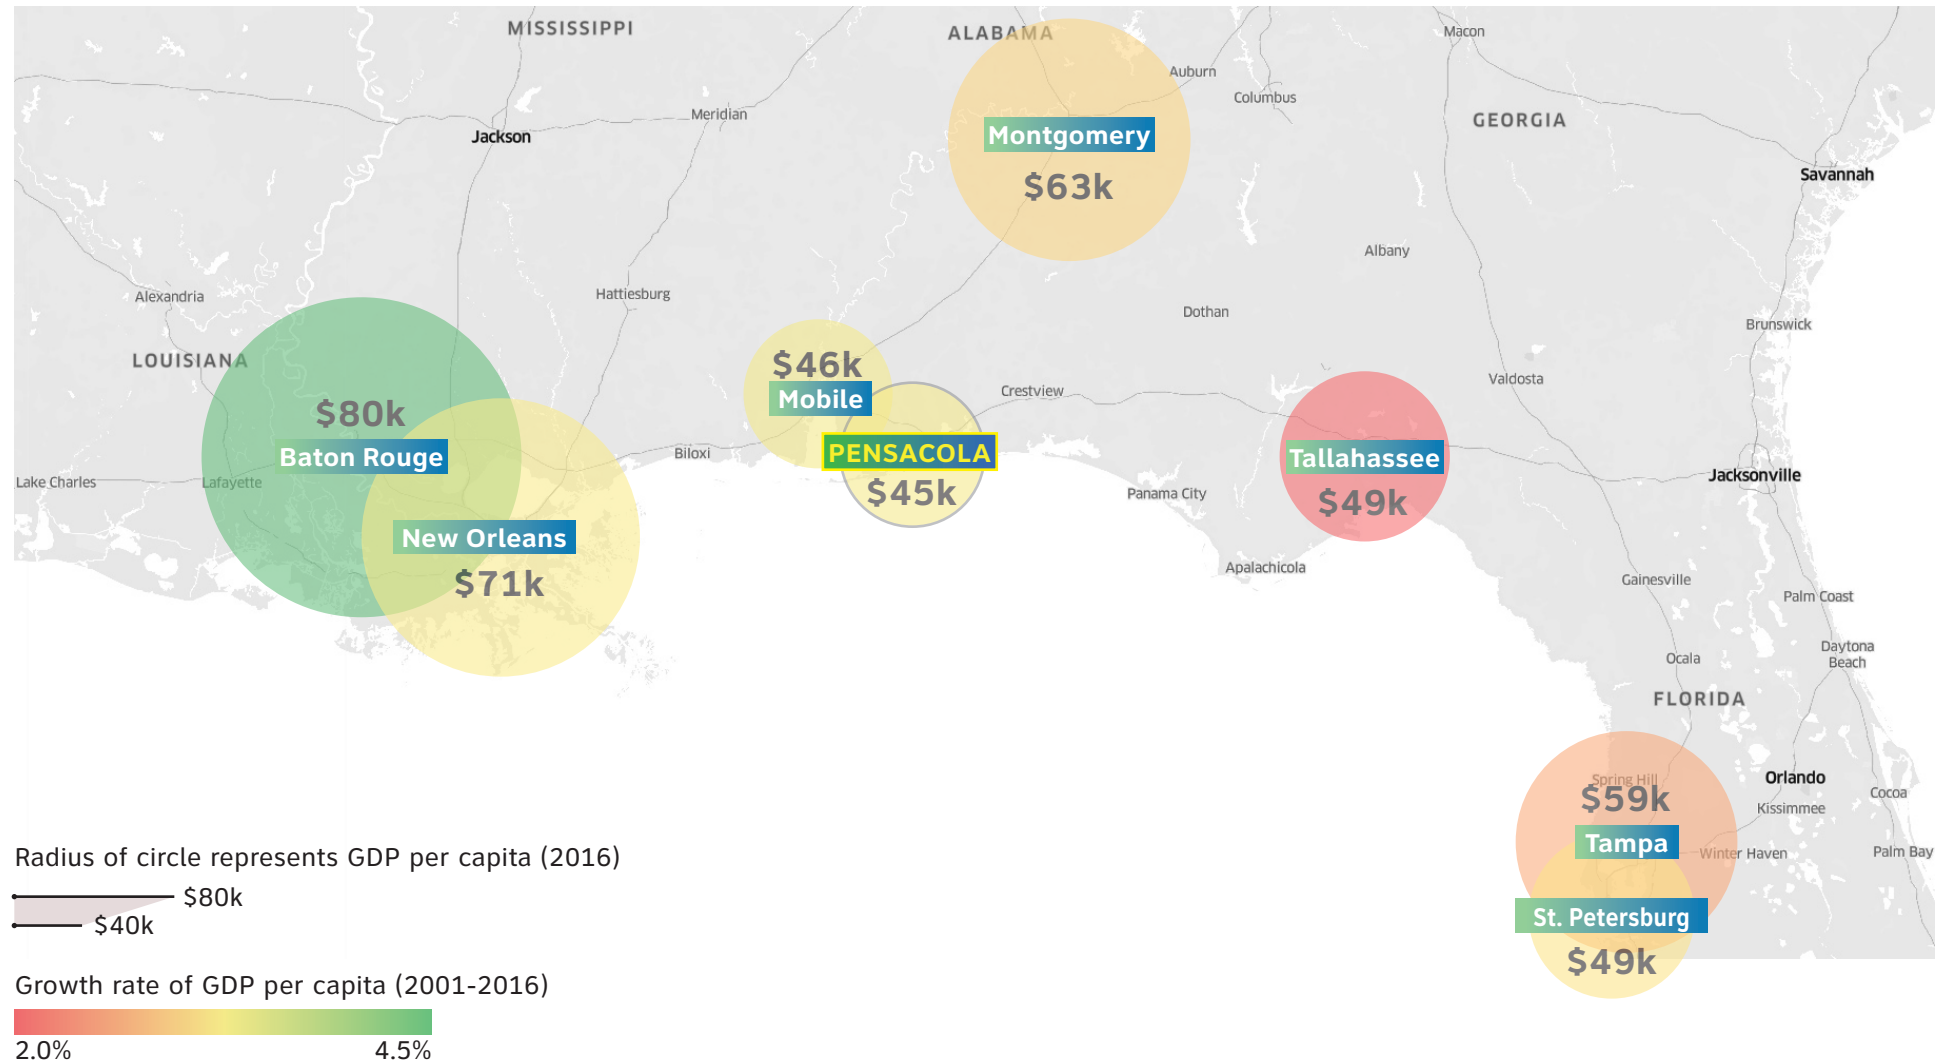 MISSISSIPPI
ALABAMA
Macon
Auburn
Columbus
GEORGIA
Meridian
Jackson
Montgomery
$63k
Savannah
Albany
Alexandria
Hattiesburg
Dothan
Brunswick
LOUISIANA
$46k
Mobile
Crestview
Valdosta
$80k
Baton Rouge
Biloxi
PENSACOLA
$45k
Tallahassee
$49k
Jacksonville
Lake Charles
Lafayette
Panama City
New Orleans
$71k
Apalachicola
Gainesville
Palm Coast
Daytona
Beach
Ocala
FLORIDA
Spring Hill
$59k
Tampa
Orlando
Kissimmee
Cocoa
Winter Haven
Palm Bay
St. Petersburg
$49k
Radius of circle represents GDP per capita (2016)
$80k
$40k
Growth rate of GDP per capita (2001-2016)
2.0%
4.5%